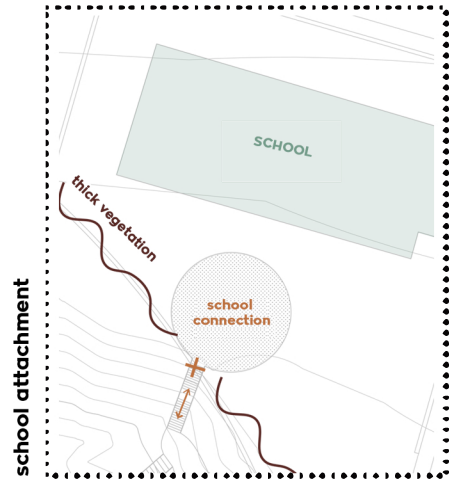 SCHOOL
thick vegetation
school
connection
school attachment